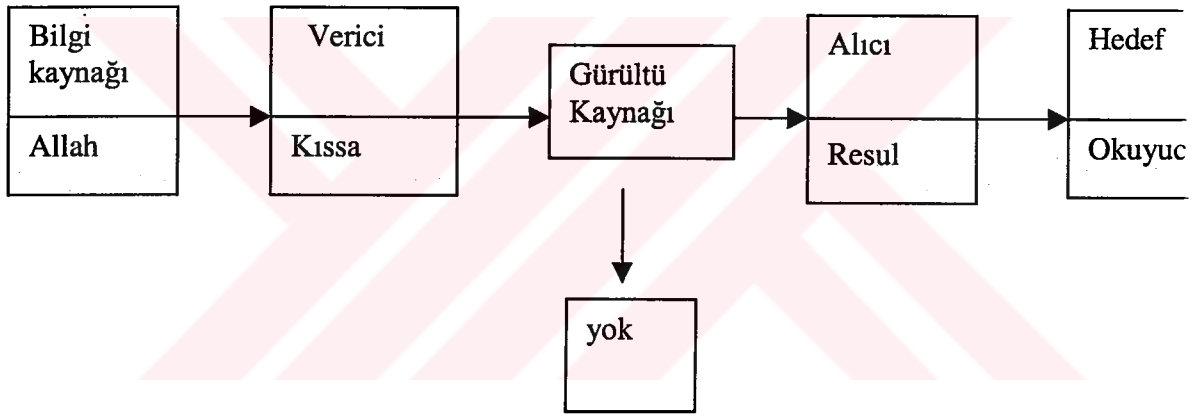 Bilgi
kaynağı
Allah
Verici
Kıssa
Gürültü
Kaynağı
yok
Alıcı
Resul
Hedef
Okuyuc